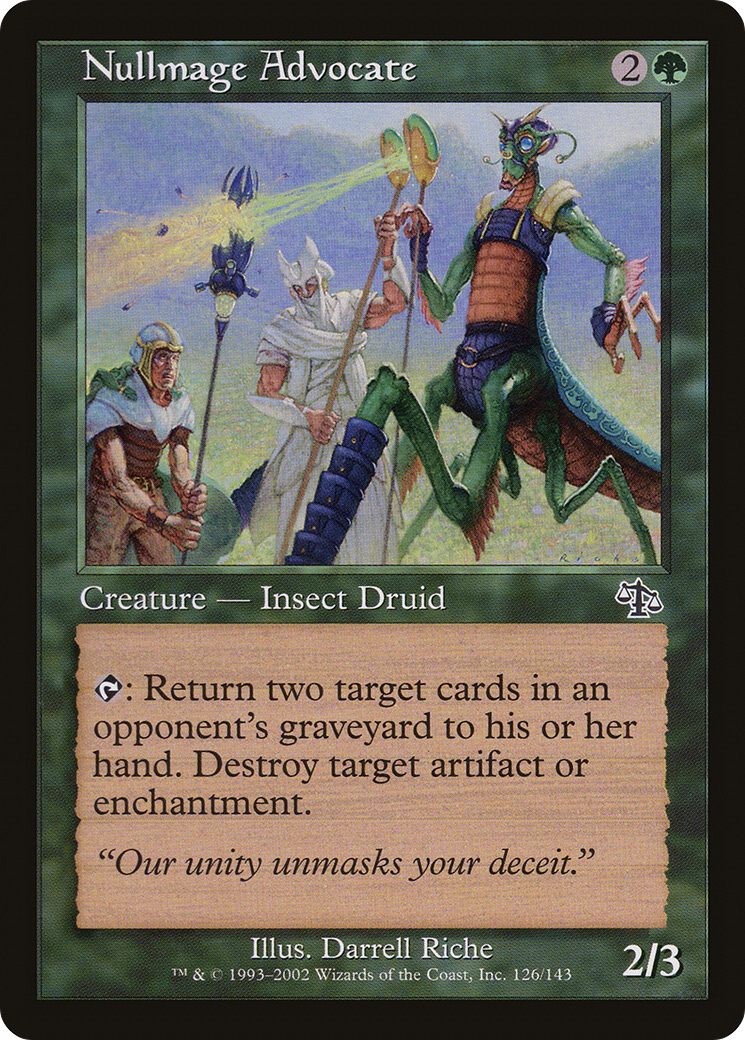 Nullmage Advocate 2
Riche
Creature — Insect Druid
: Return two target cards in an
opponent's graveyard to his or her
hand. Destroy target artifact or
enchantment.
“Our unity unmasks your deceit.”
Illus. Darrell Riche
™ & © 1993–2002 Wizards of the Coast, Inc. 126/143
2/3